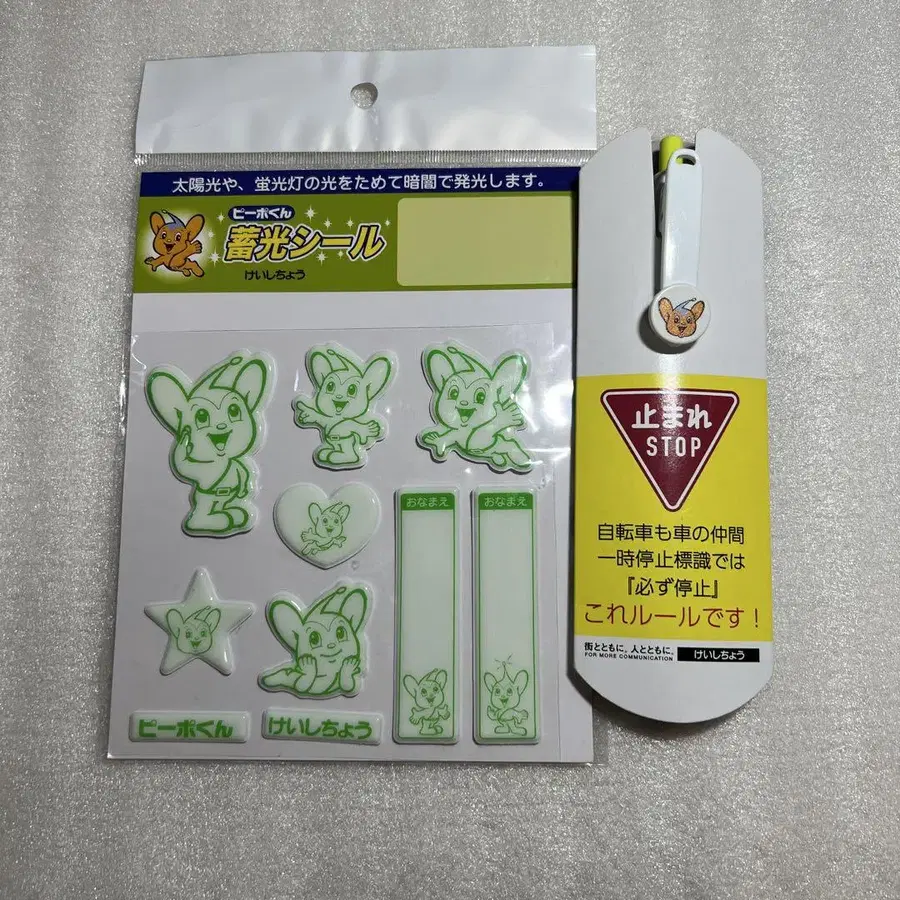 太陽光や、蛍光灯の光をためて暗闇で発光します。
ピーポくん
蓄光シール
けいしちょう
おなまえ
おなまえ
ピーポくん
けいしちょう
止まれ
STOP
自転車も車の仲間
一時停止標識では
『必ず停止』
これルールです!
街とともに。人とともに。
FOR MORE COMMUNICATION
けいしちょう